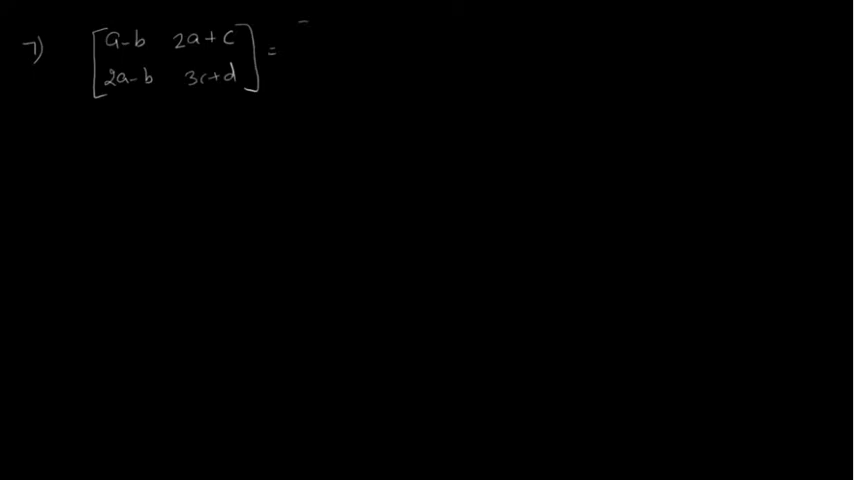 7) [ a-b 2a+c ] =
[ 2a-b 3c+d ]